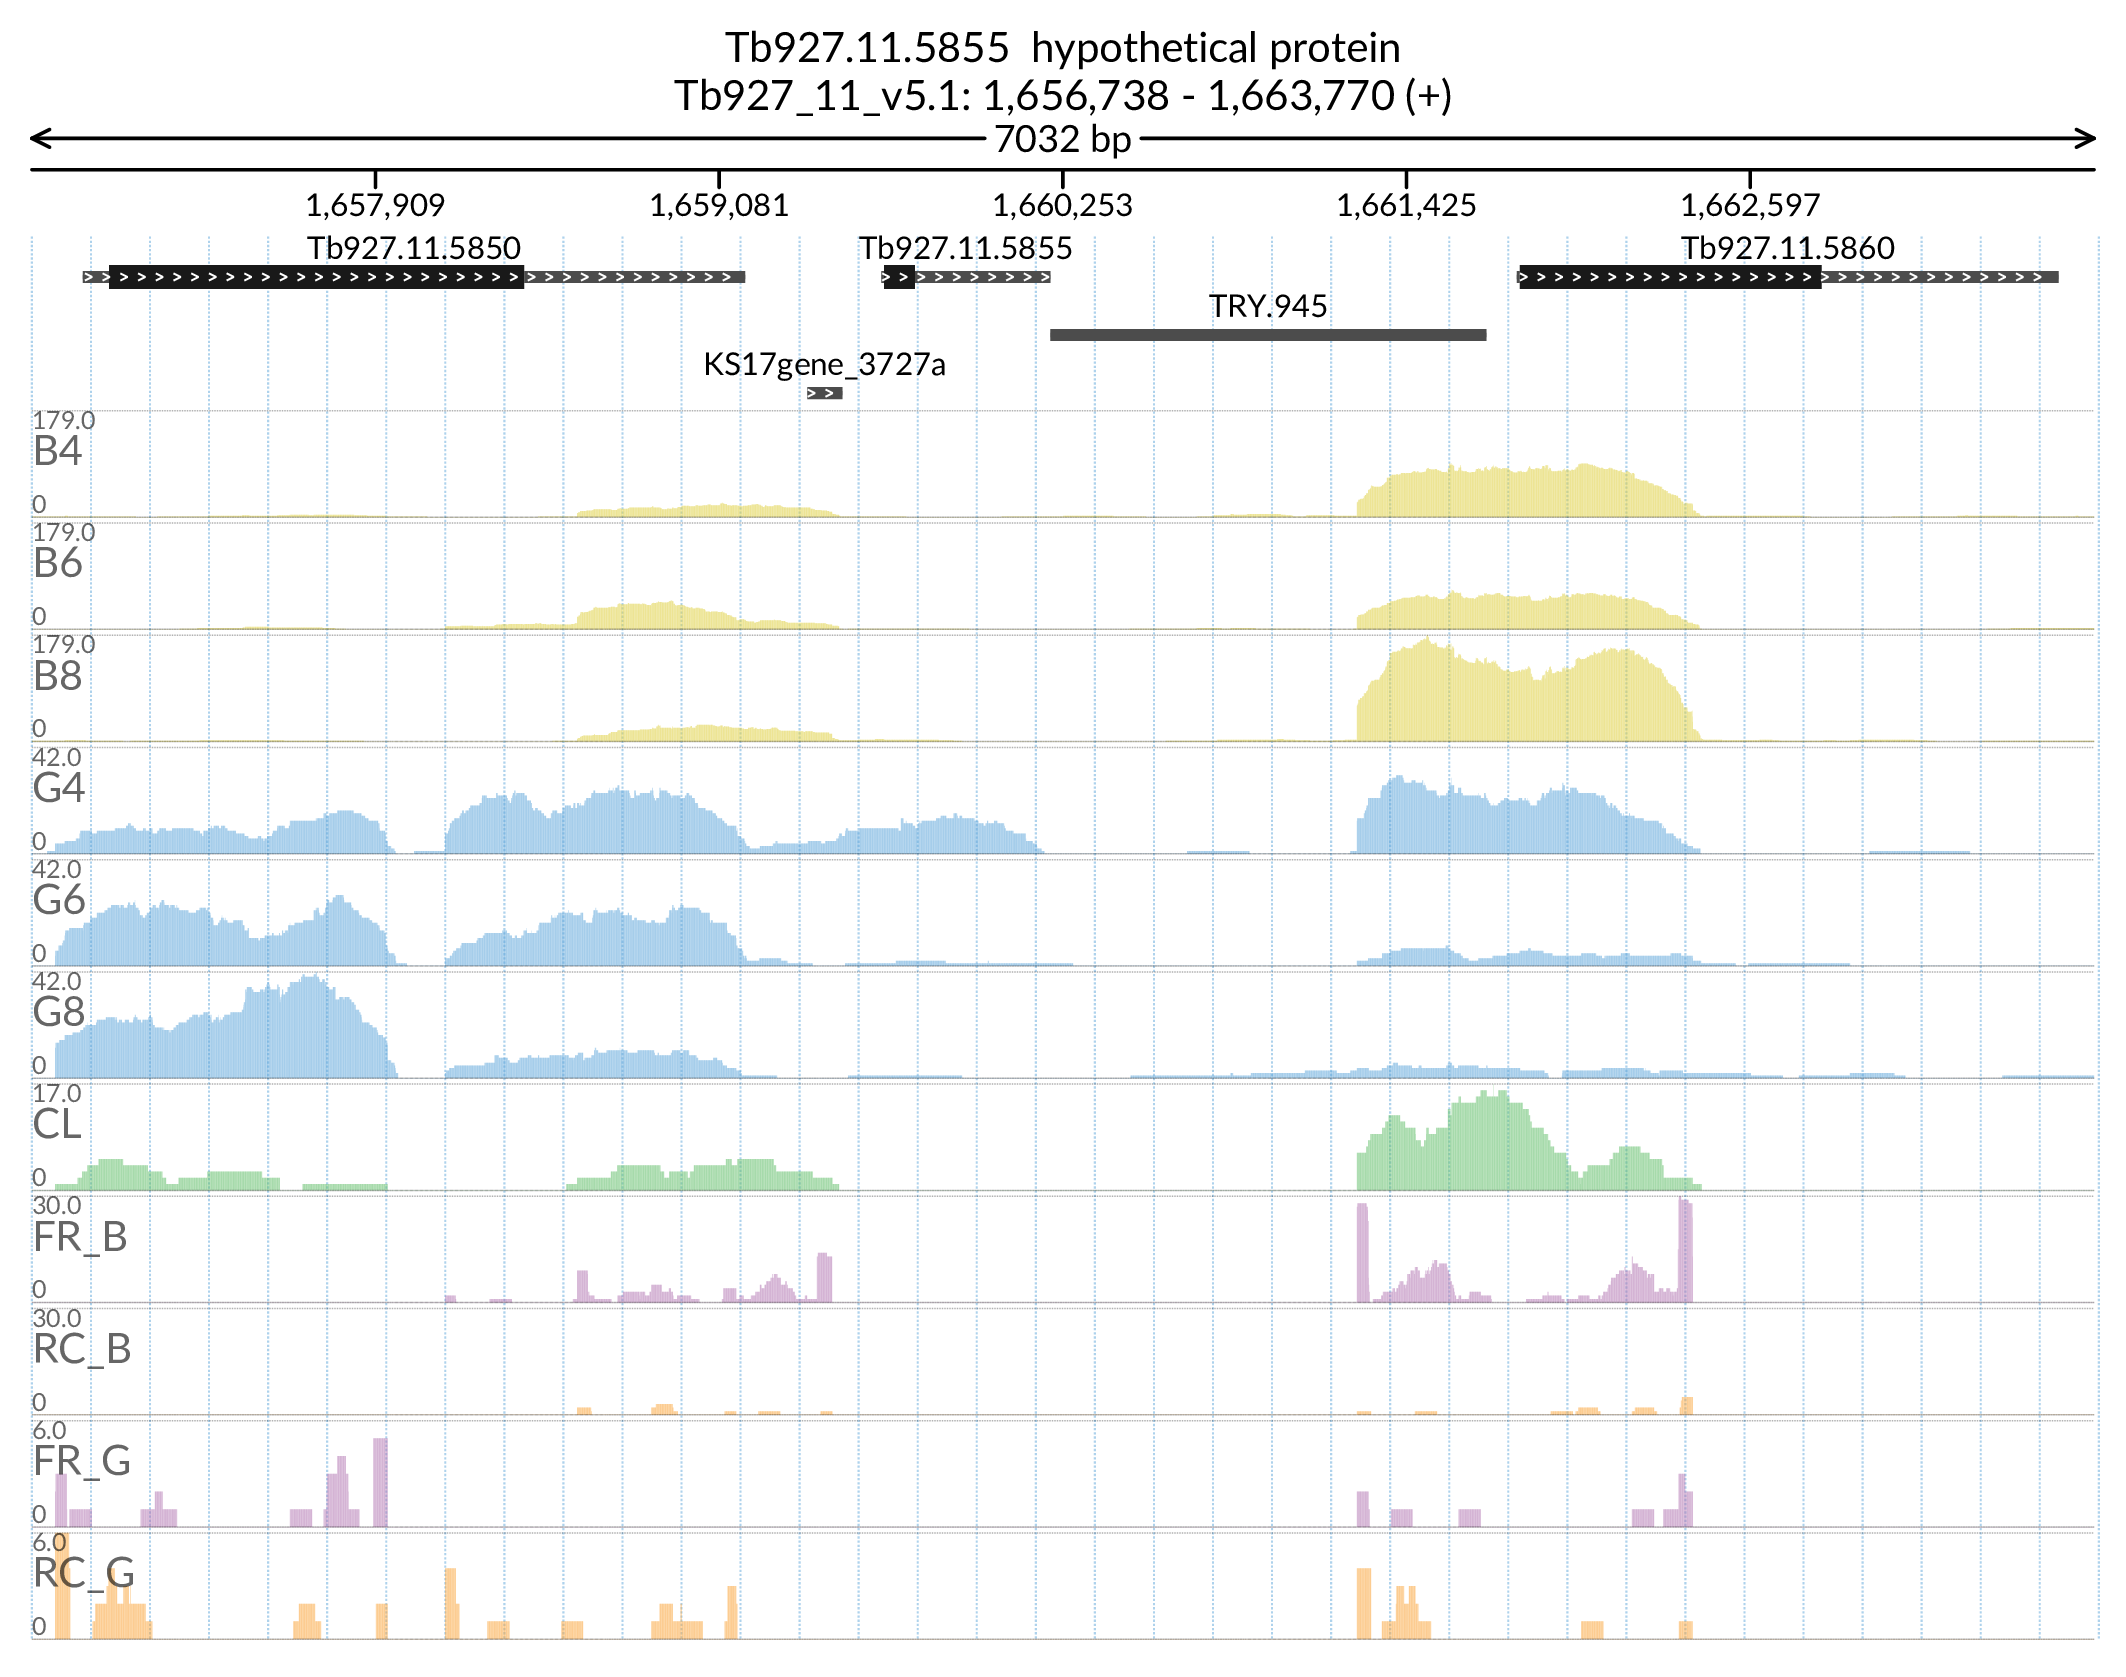 Tb927.11.5855 hypothetical protein
Tb927_11_v5.1: 1,656,738 - 1,663,770 (+)
7032 bp
1,657,909 1,659,081 1,660,253 1,661,425 1,662,597
Tb927.11.5850 Tb927.11.5855 Tb927.11.5860
TRY.945
KS17gene_3727a
179.0
B4
0
179.0
B6
0
179.0
B8
0
42.0
G4
0
42.0
G6
0
42.0
G8
0
17.0
CL
0
30.0
FR_B
0
30.0
RC_B
0
6.0
FR_G
0
6.0
RC_G
0